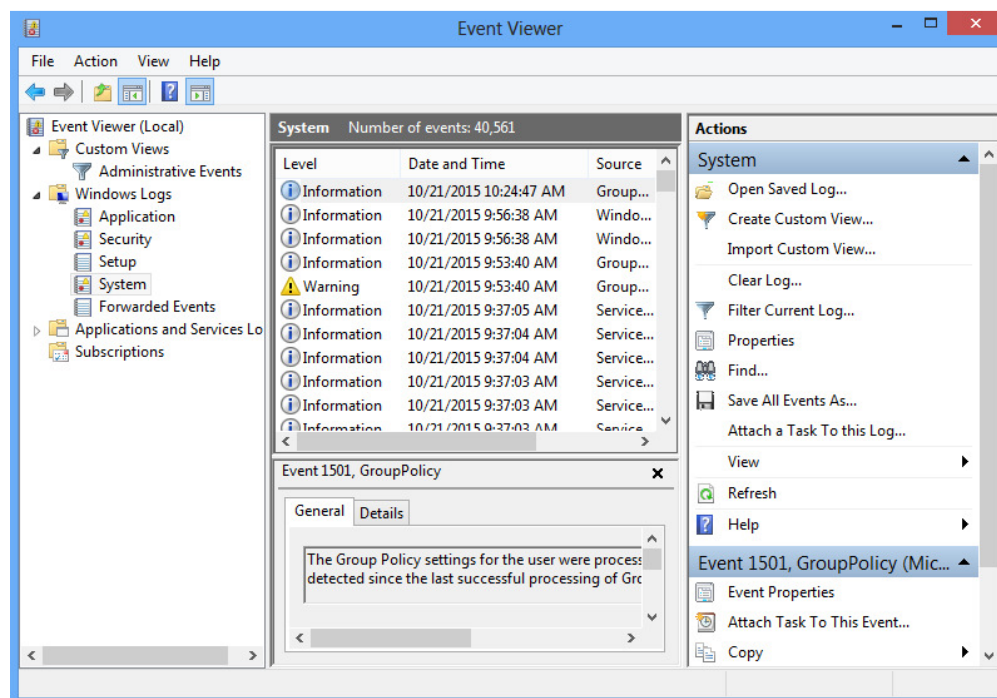 Event Viewer
File Action View Help
Event Viewer (Local)
Custom Views
Administrative Events
Windows Logs
Application
Security
Setup
System
Forwarded Events
Applications and Services Lo
Subscriptions
System Number of events: 40,561
Level Date and Time Source
Information 10/21/2015 10:24:47 AM Group...
Information 10/21/2015 9:56:38 AM Windo...
Information 10/21/2015 9:56:38 AM Windo...
Information 10/21/2015 9:53:40 AM Group...
Warning 10/21/2015 9:53:40 AM Group...
Information 10/21/2015 9:37:05 AM Service...
Information 10/21/2015 9:37:04 AM Service...
Information 10/21/2015 9:37:04 AM Service...
Information 10/21/2015 9:37:03 AM Service...
Information 10/21/2015 9:37:03 AM Service...
Information 10/21/2015 9:37:03 AM Service
Event 1501, GroupPolicy
General Details
The Group Policy settings for the user were process
detected since the last successful processing of Grc
Actions
System
Open Saved Log...
Create Custom View...
Import Custom View...
Clear Log...
Filter Current Log...
Properties
Find...
Save All Events As...
Attach a Task To this Log...
View
Refresh
Help
Event 1501, GroupPolicy (Mic...
Event Properties
Attach Task To This Event...
Copy